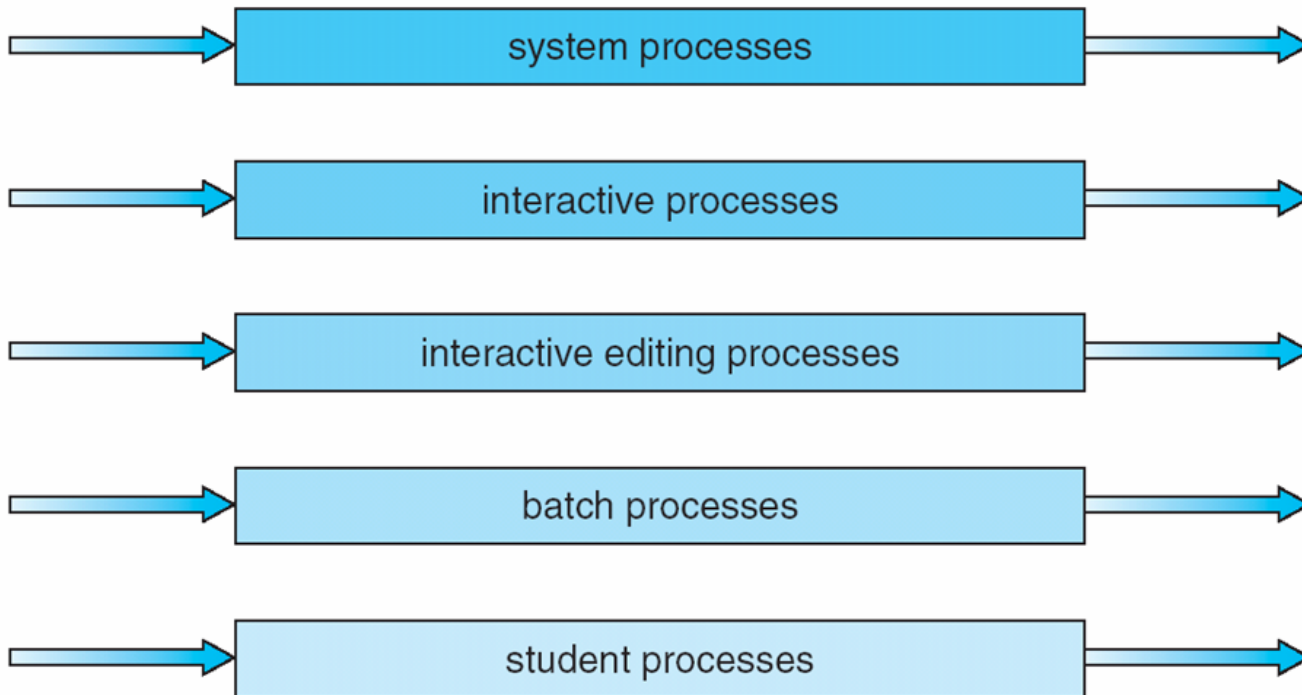 system processes
interactive processes
interactive editing processes
batch processes
student processes